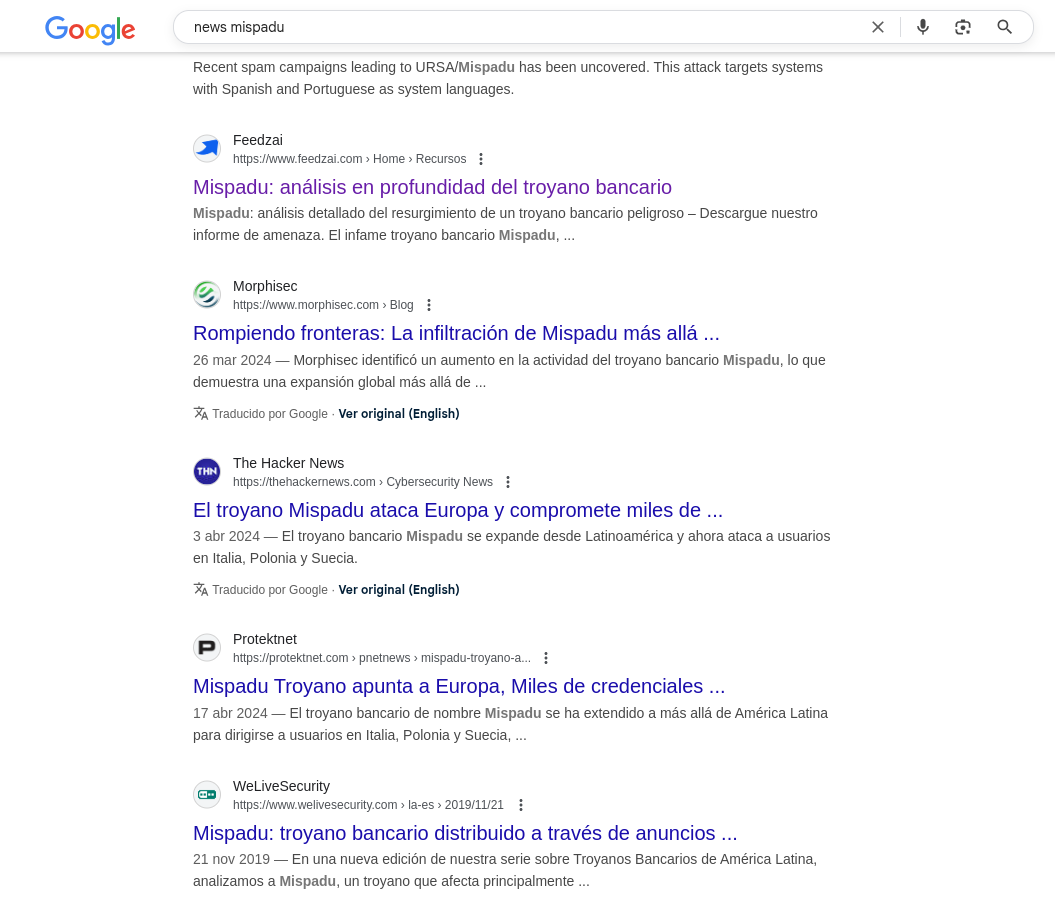 Google
news mispadu
Recent spam campaigns leading to URSA/Mispadu has been uncovered. This attack targets systems
with Spanish and Portuguese as system languages.
Feedzai
https://www.feedzai.com › Home › Recursos
Mispadu: análisis en profundidad del troyano bancario
Mispadu: análisis detallado del resurgimiento de un troyano bancario peligroso – Descargue nuestro
informe de amenaza. El infame troyano bancario Mispadu, ...
Morphisec
https://www.morphisec.com › Blog
Rompiendo fronteras: La infiltración de Mispadu más allá ...
26 mar 2024 — Morphisec identificó un aumento en la actividad del troyano bancario Mispadu, lo que
demuestra una expansión global más allá de ...
Traducido por Google · Ver original (English)
THN
The Hacker News
https://thehackernews.com › Cybersecurity News
El troyano Mispadu ataca Europa y compromete miles de ...
3 abr 2024 — El troyano bancario Mispadu se expande desde Latinoamérica y ahora ataca a usuarios
en Italia, Polonia y Suecia.
Traducido por Google · Ver original (English)
Protektnet
https://protektnet.com › pnetnews › mispadu-troyano-a...
Mispadu Troyano apunta a Europa, Miles de credenciales ...
17 abr 2024 — El troyano bancario de nombre Mispadu se ha extendido a más allá de América Latina
para dirigirse a usuarios en Italia, Polonia y Suecia, ...
WeLiveSecurity
https://www.welivesecurity.com › la-es › 2019/11/21
Mispadu: troyano bancario distribuido a través de anuncios ...
21 nov 2019 — En una nueva edición de nuestra serie sobre Troyanos Bancarios de América Latina,
analizamos a Mispadu, un troyano que afecta principalmente ...